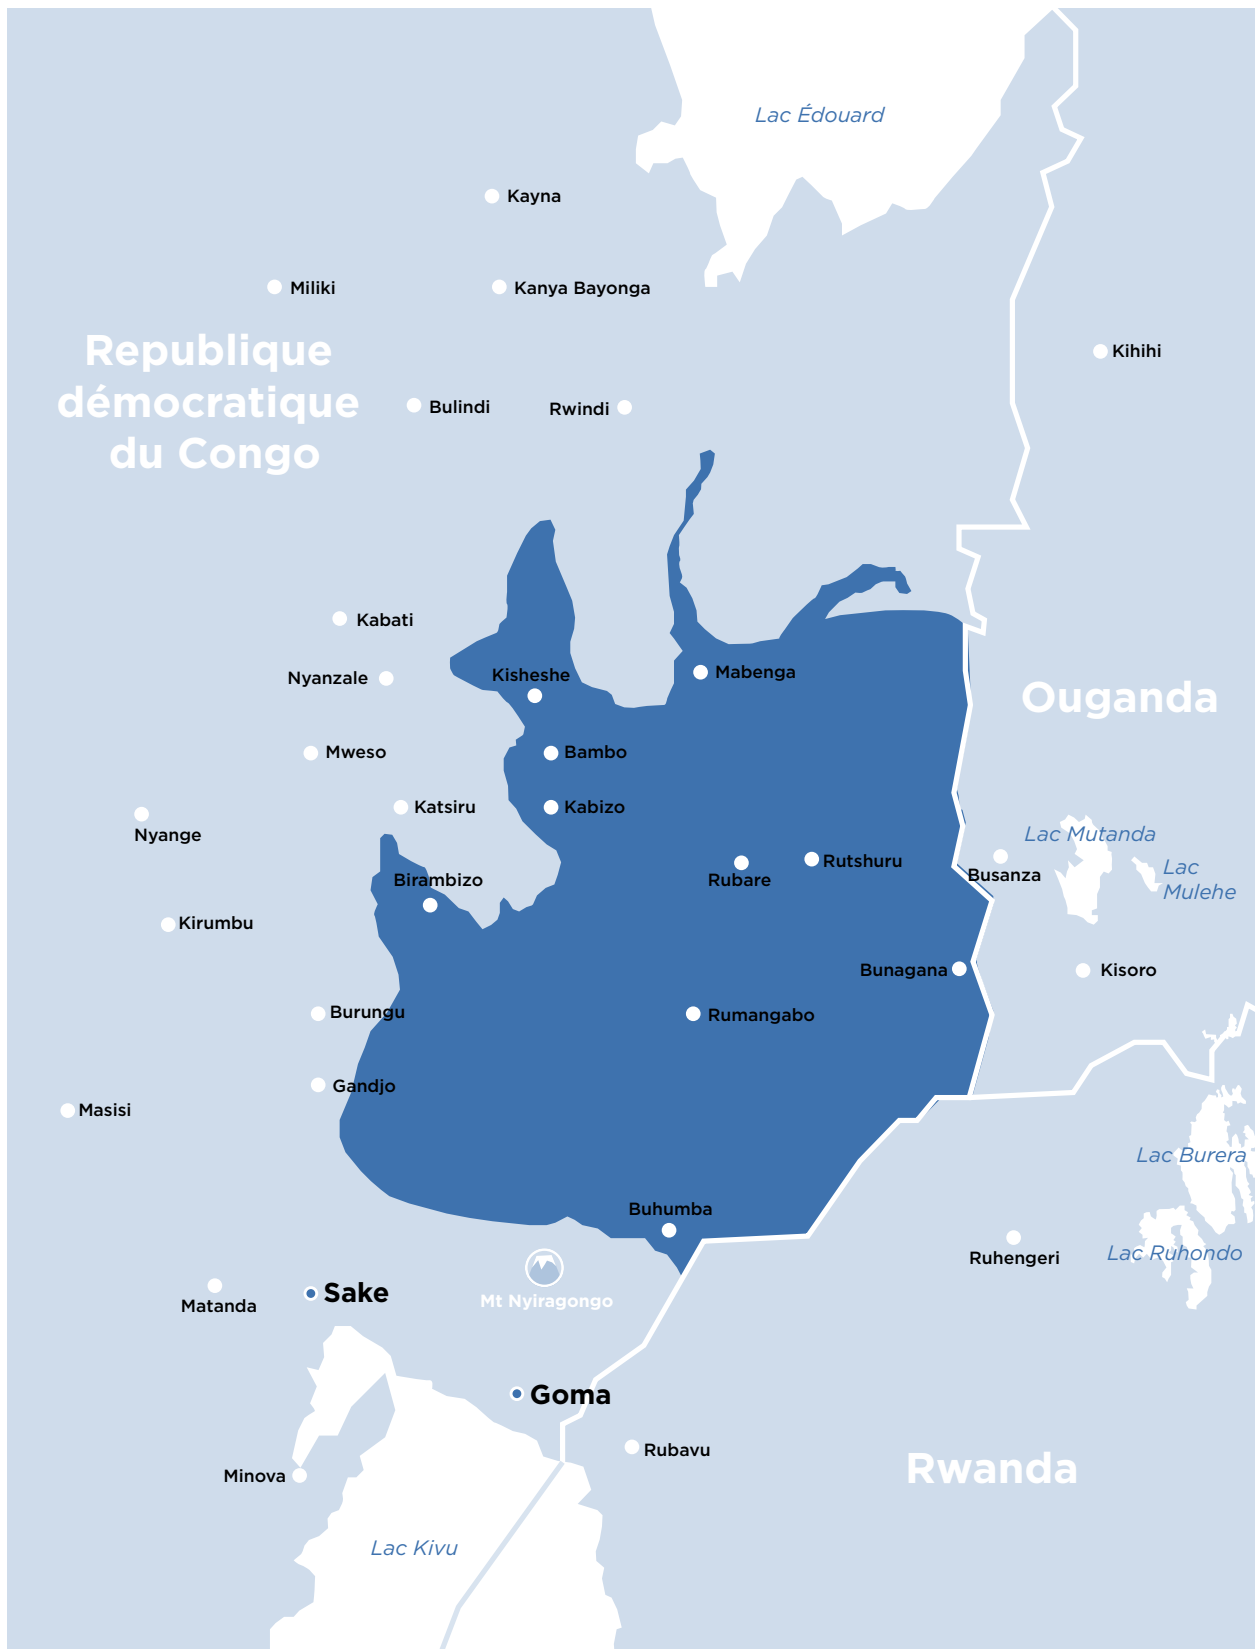 Lac Édouard
Kayna
Miliki
Kanya Bayonga
Republique
démocratique
du Congo
Kihihi
Bulindi
Rwindi
Kabati
Nyanzale
Kisheshe
Mabenga
Ouganda
Mweso
Bambo
Katsiru
Kabizo
Nyange
Lac Mutanda
Rutshuru
Rubare
Busanza
Lac
Mulehe
Birambizo
Kirumbu
Bunagana
Kisoro
Burungu
Rumangabo
Gandjo
Masisi
Lac Burera
Buhumba
Ruhengeri
Lac Ruhondo
Matanda
Sake
Mt Nyiragongo
Goma
Rubavu
Rwanda
Minova
Lac Kivu